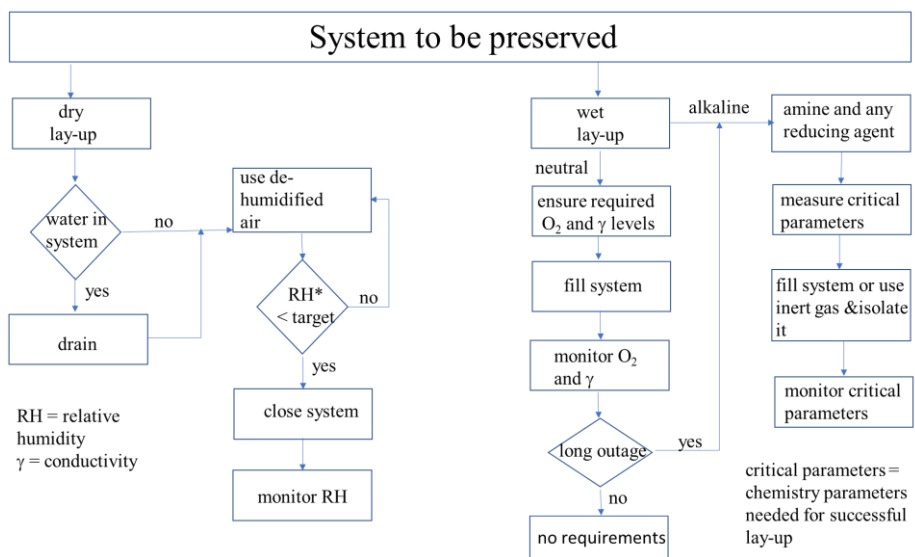 System to be preserved
dry
lay-up
water in
system
no
yes
drain
use de-
humidified
air
RH*
< target
no
yes
close system
monitor RH
RH = relative
humidity
γ = conductivity
wet
lay-up
alkaline
neutral
ensure required
O₂ and γ levels
fill system
monitor O₂
and γ
long outage
yes
no
no requirements
amine and any
reducing agent
measure critical
parameters
fill system or use
inert gas &isolate
it
monitor critical
parameters
critical parameters =
chemistry parameters
needed for successful
lay-up